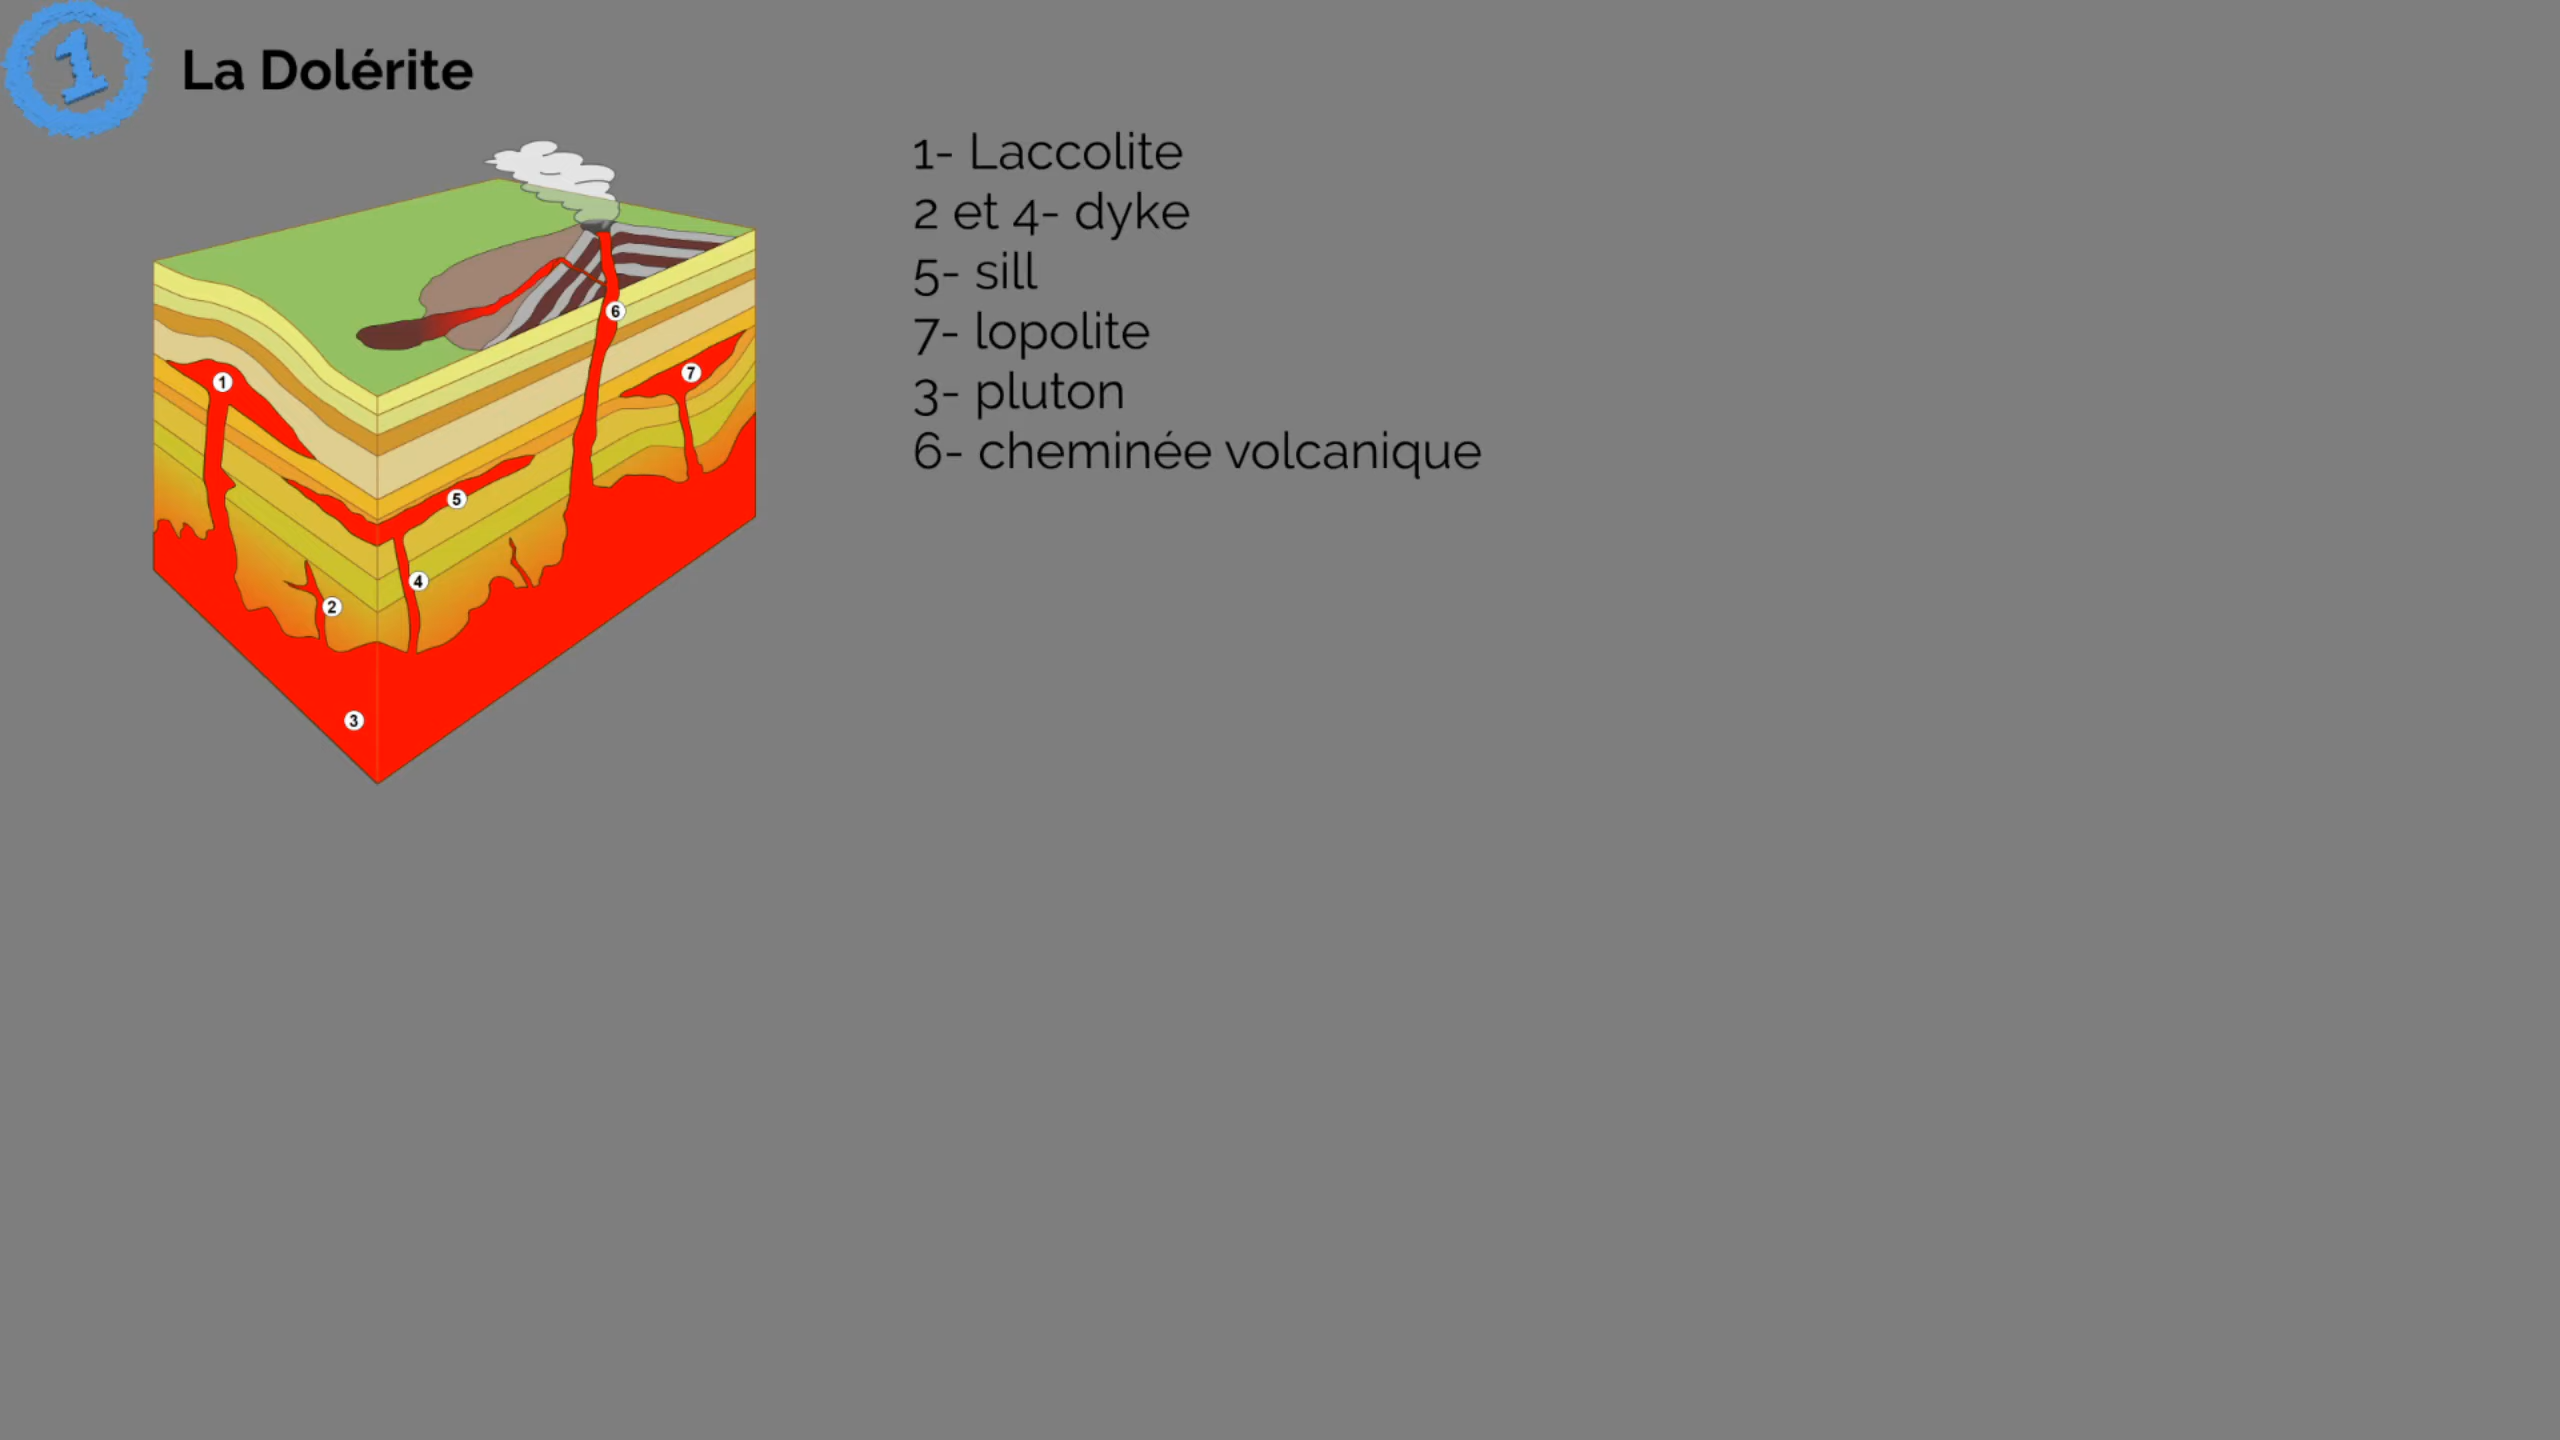 1
La Dolérite
1- Laccolite
2 et 4- dyke
5- sill
7- lopolite
3- pluton
6- cheminée volcanique
6
1
7
5
4
2
3